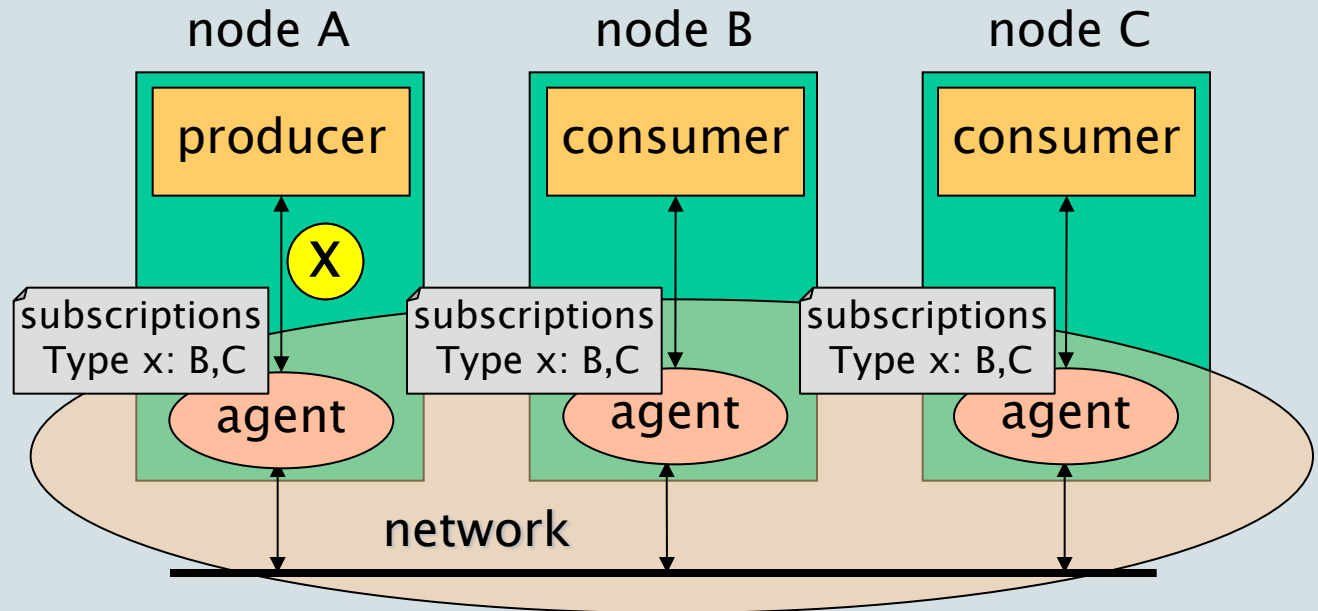 node A
node B
node C
producer
consumer
consumer
X
subscriptions
Type x: B,C
subscriptions
Type x: B,C
subscriptions
Type x: B,C
agent
agent
agent
network